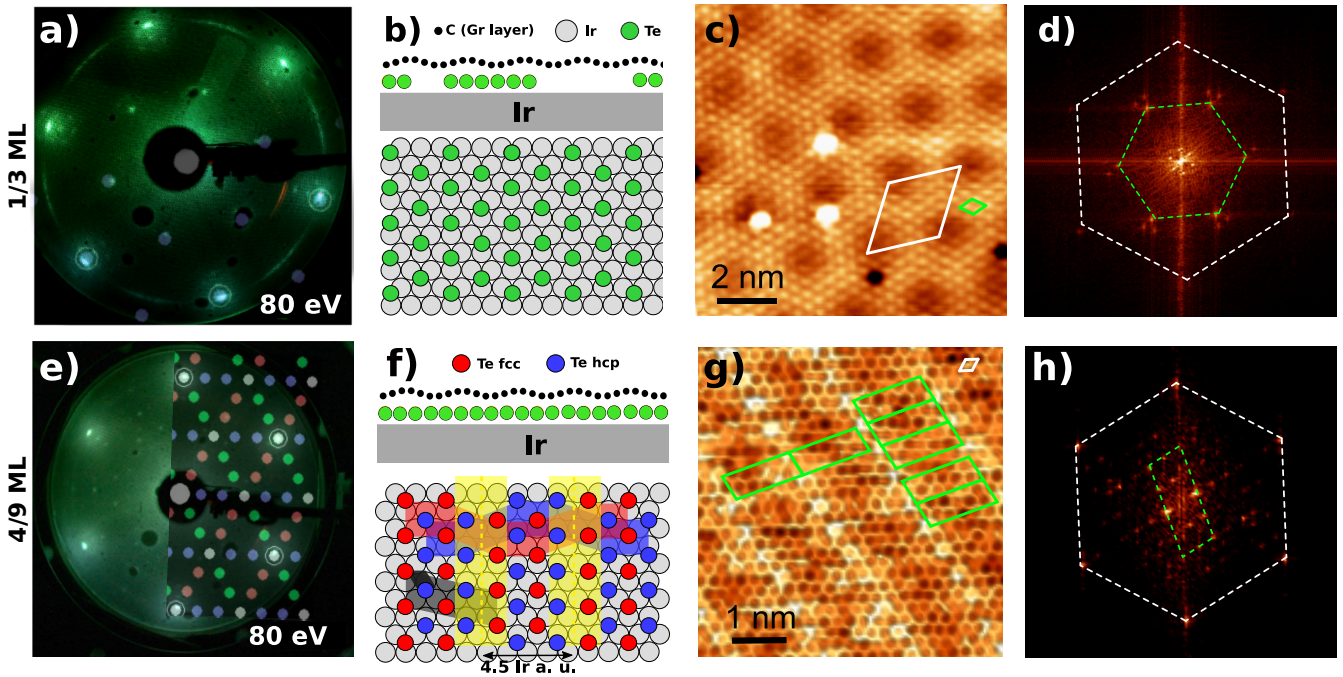 a)
1/3 ML
80 eV
b)
C (Gr layer)
Ir
Te
Ir
c)
2 nm
d)
e)
4/9 ML
80 eV
f)
Te fcc
Te hcp
Ir
4.5 Ir a. u.
g)
1 nm
h)